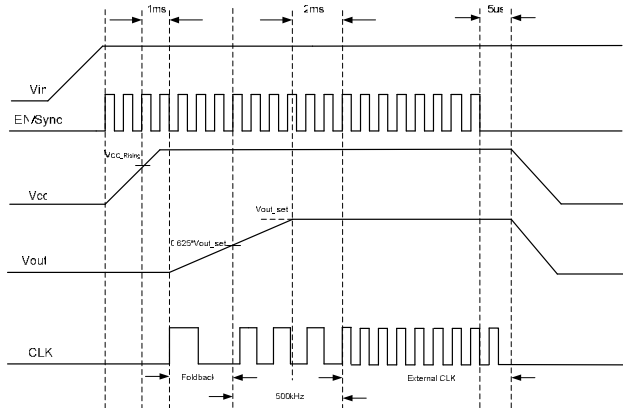 1ms
2ms
5us
Vin
EN/Sync
VCC_Rising
Vcc
Vout_set
0.625*Vout_set
Vout
CLK
Foldback
External CLK
500kHz